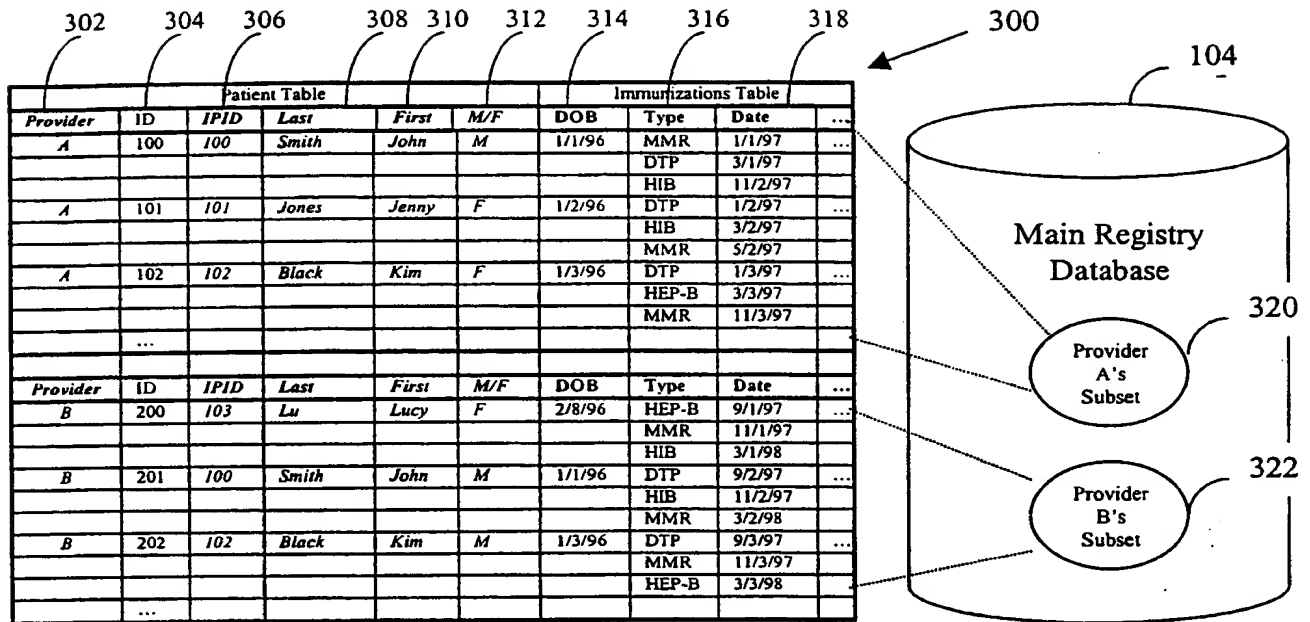 302 304 306 308 310 312 314 316 318 300
104
Patient Table Immunizations Table
Provider ID IPID Last First M/F DOB Type Date ...
A 100 100 Smith John M 1/1/96 MMR 1/1/97 ...
DTP 3/1/97
HIB 11/2/97
A 101 101 Jones Jenny F 1/2/96 DTP 1/2/97 ...
HIB 3/2/97
MMR 5/2/97
A 102 102 Black Kim F 1/3/96 DTP 1/3/97 ...
HEP-B 3/3/97
MMR 11/3/97
...
Provider ID IPID Last First M/F DOB Type Date ...
B 200 103 Lu Lucy F 2/8/96 HEP-B 9/1/97 ...
MMR 11/1/97
HIB 3/1/98
B 201 100 Smith John M 1/1/96 DTP 9/2/97 ...
HIB 11/2/97
MMR 3/2/98
B 202 102 Black Kim M 1/3/96 DTP 9/3/97 ...
MMR 11/3/97
HEP-B 3/3/98
...
Main Registry
Database
320
Provider
A's
Subset
322
Provider
B's
Subset